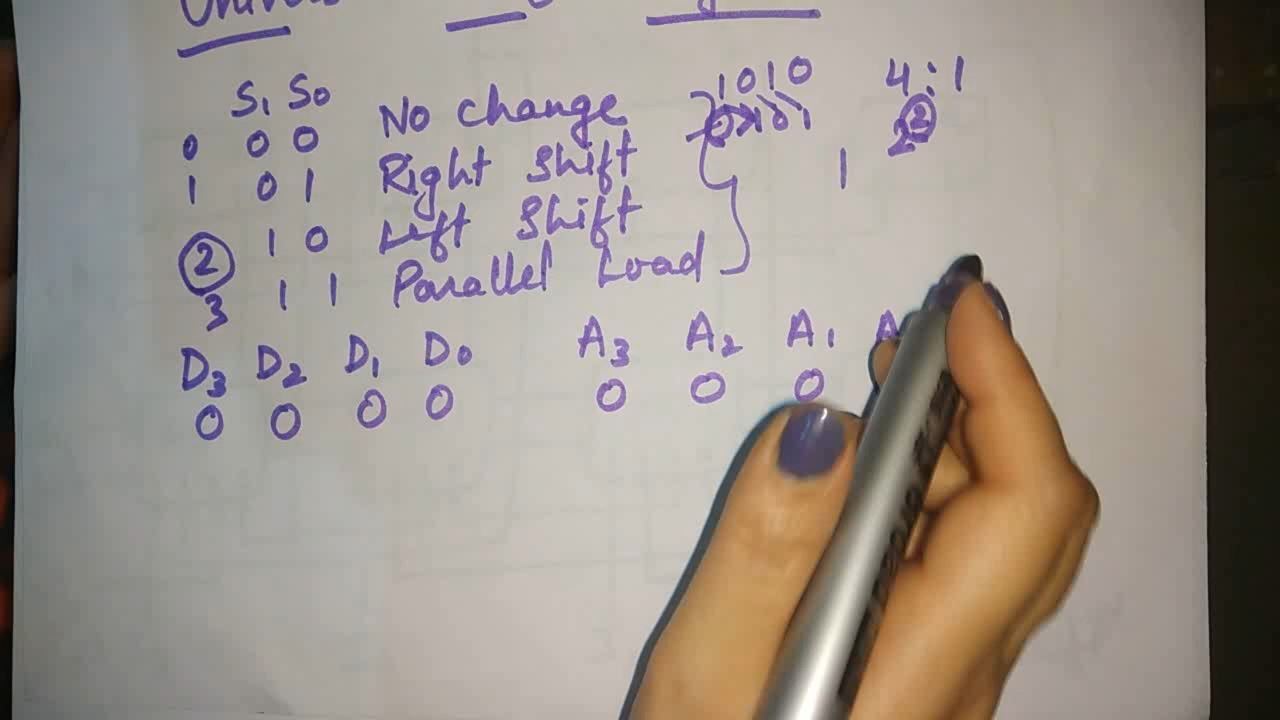 S₁ S₀ 1010 4:1
0 0 0 No change 2②
1 0 1 Right Shift 1
② 1 0 Left Shift
3 1 1 Parallel Load
D₃ D₂ D₁ D₀ A₃ A₂ A₁ A
0 0 0 0 0 0 0